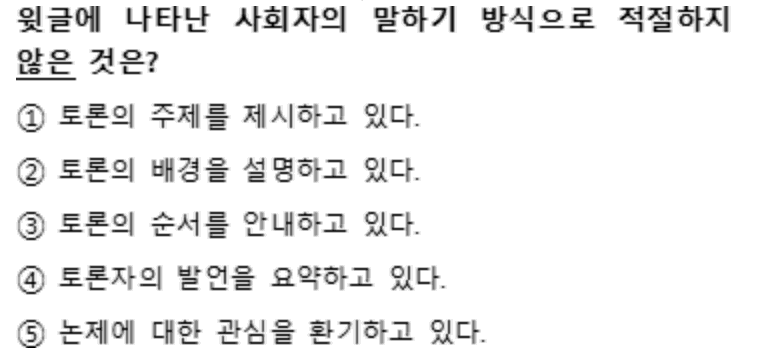 윗글에 나타난 사회자의 말하기 방식으로 적절하지
않은 것은?
① 토론의 주제를 제시하고 있다.
② 토론의 배경을 설명하고 있다.
③ 토론의 순서를 안내하고 있다.
④ 토론자의 발언을 요약하고 있다.
⑤ 논제에 대한 관심을 환기하고 있다.